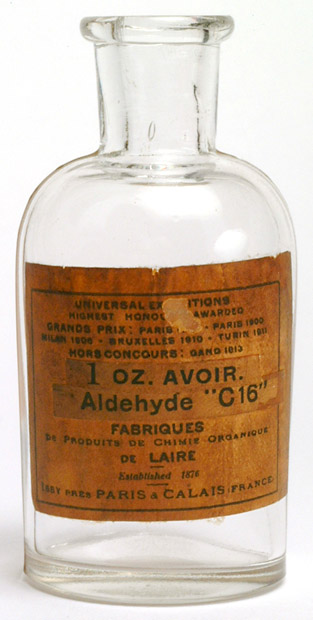 UNIVERSAL EXPOSITIONS
HIGHEST HONOURS AWARDED
GRANDS PRIX: PARIS PARIS 1900
MILAN 1906 - BRUXELLES 1910 - TURIN 1911
HORS CONCOURS: GAND 1913
1 OZ. AVOIR.
"Aldehyde "C16"
FABRIQUES
DE PRODUITS DE CHIMIE ORGANIQUE
DE LAIRE
Established 1876
ISSY PRÈS PARIS & CALAIS, FRANCE